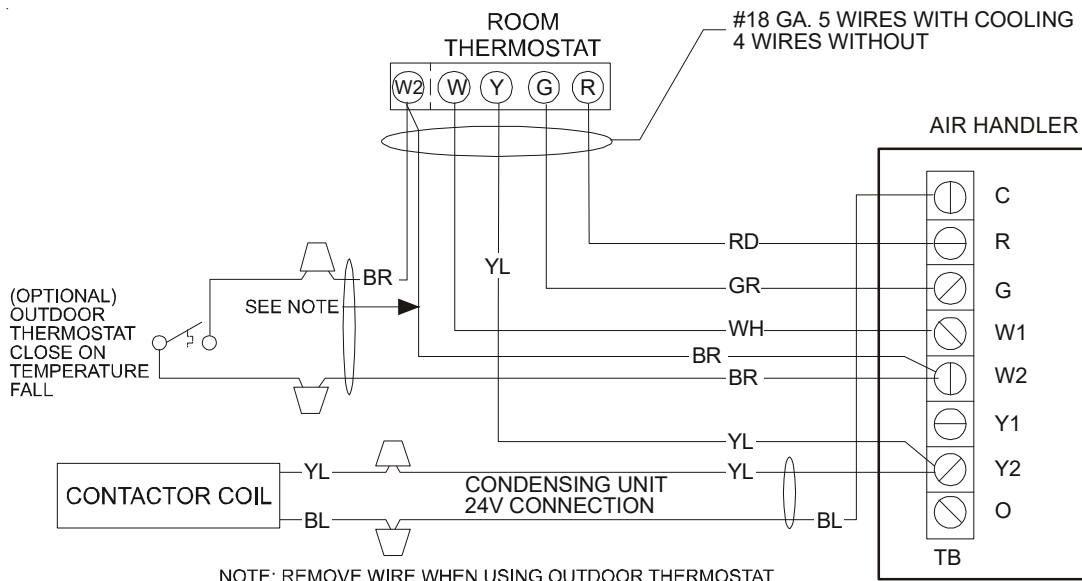 ROOM
THERMOSTAT
#18 GA. 5 WIRES WITH COOLING
4 WIRES WITHOUT
W2 W Y G R
AIR HANDLER
C
RD
R
YL
BR
GR
G
(OPTIONAL)
OUTDOOR
THERMOSTAT
CLOSE ON
TEMPERATURE
FALL
SEE NOTE
WH
W1
BR
BR
W2
Y1
YL
CONTACTOR COIL
YL
YL
Y2
CONDENSING UNIT
24V CONNECTION
BL
BL
O
TB
NOTE: REMOVE WIRE WHEN USING OUTDOOR THERMOSTAT